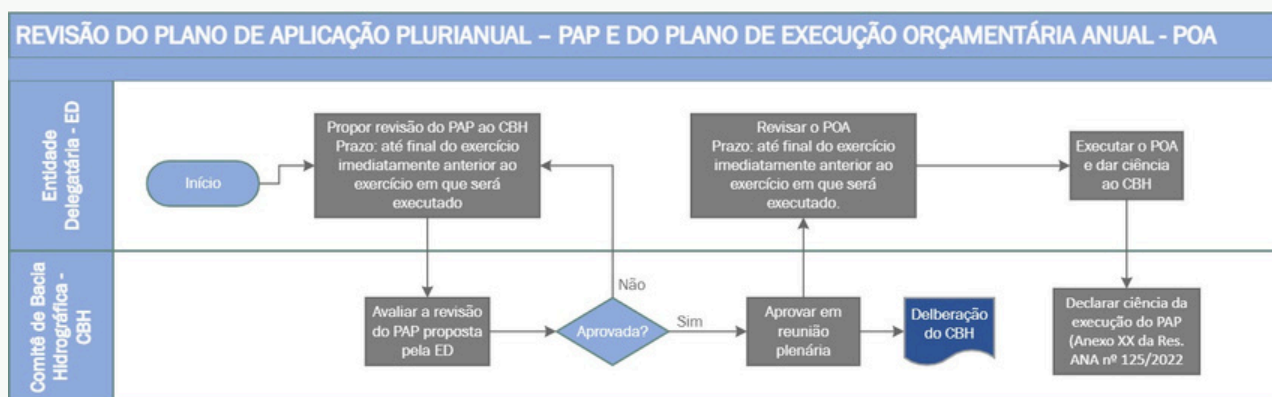 REVISÃO DO PLANO DE APLICAÇÃO PLURIANUAL – PAP E DO PLANO DE EXECUÇÃO ORÇAMENTÁRIA ANUAL - POA
Entidade
Delegatária - ED
Início
Propor revisão do PAP ao CBH
Prazo: até final do exercício
imediatamente anterior ao
exercício em que será
executado
Revisar o POA
Prazo: até final do exercício
imediatamente anterior ao
exercício em que será
executado.
Executar o POA
e dar ciência
ao CBH
Comitê de Bacia
Hidrográfica -
CBH
Avaliar a revisão
do PAP proposta
pela ED
Aprovada?
Não
Sim
Aprovar em
reunião
plenária
Delberação
do CBH
Declarar ciência da
execução do PAP
(Anexo XX da Res.
ANA nº 125/2022